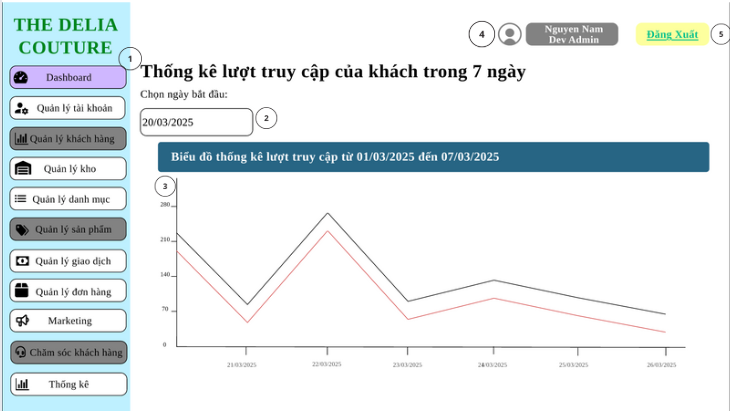 THE DELIA
COUTURE
1
Dashboard
Quản lý tài khoản
Quản lý khách hàng
Quản lý kho
Quản lý danh mục
Quản lý sản phẩm
Quản lý giao dịch
Quản lý đơn hàng
Marketing
Chăm sóc khách hàng
Thống kê
4
Nguyen Nam
Dev Admin
Đăng Xuất
5
Thống kê lượt truy cập của khách trong 7 ngày
Chọn ngày bắt đầu:
20/03/2025
2
Biểu đồ thống kê lượt truy cập từ 01/03/2025 đến 07/03/2025
3
280
210
140
70
0
21/03/2025
22/03/2025
23/03/2025
24/03/2025
25/03/2025
26/03/2025